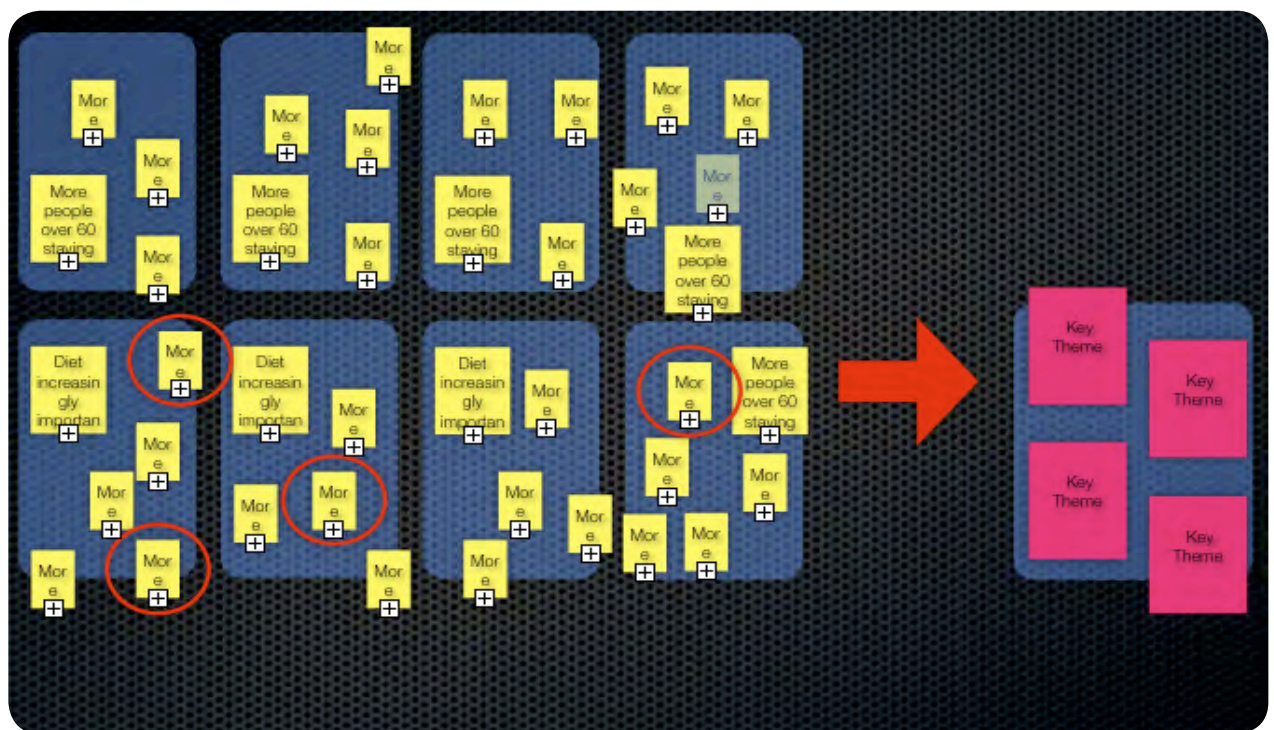 Mor
e
Mor
e
More
people
over 60
staying
Mor
e
Mor
e
Mor
e
Mor
e
More
people
over 60
staying
Mor
e
Mor
e
Mor
e
More
people
over 60
staying
Mor
e
Mor
e
Mor
e
Mor
e
Mor
e
More
people
over 60
staying
Diet
increasin
gly
importan
Mor
e
Mor
e
Mor
e
Mor
e
Mor
e
Diet
increasin
gly
importan
Mor
e
Mor
e
Mor
e
Mor
e
Diet
increasin
gly
importan
Mor
e
Mor
e
Mor
e
Mor
e
Mor
e
More
people
over 60
staying
Mor
e
Mor
e
Mor
e
Mor
e
Key
Theme
Key
Theme
Key
Theme
Key
Theme